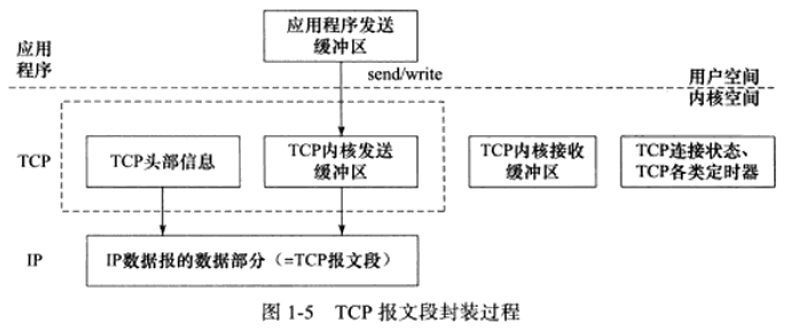 应用
程序
应用程序发送
缓冲区
send/write
用户空间
内核空间
TCP
TCP头部信息
TCP内核发送
缓冲区
TCP内核接收
缓冲区
TCP连接状态、
TCP各类定时器
IP
IP数据报的数据部分（=TCP报文段）
图 1-5 TCP 报文段封装过程